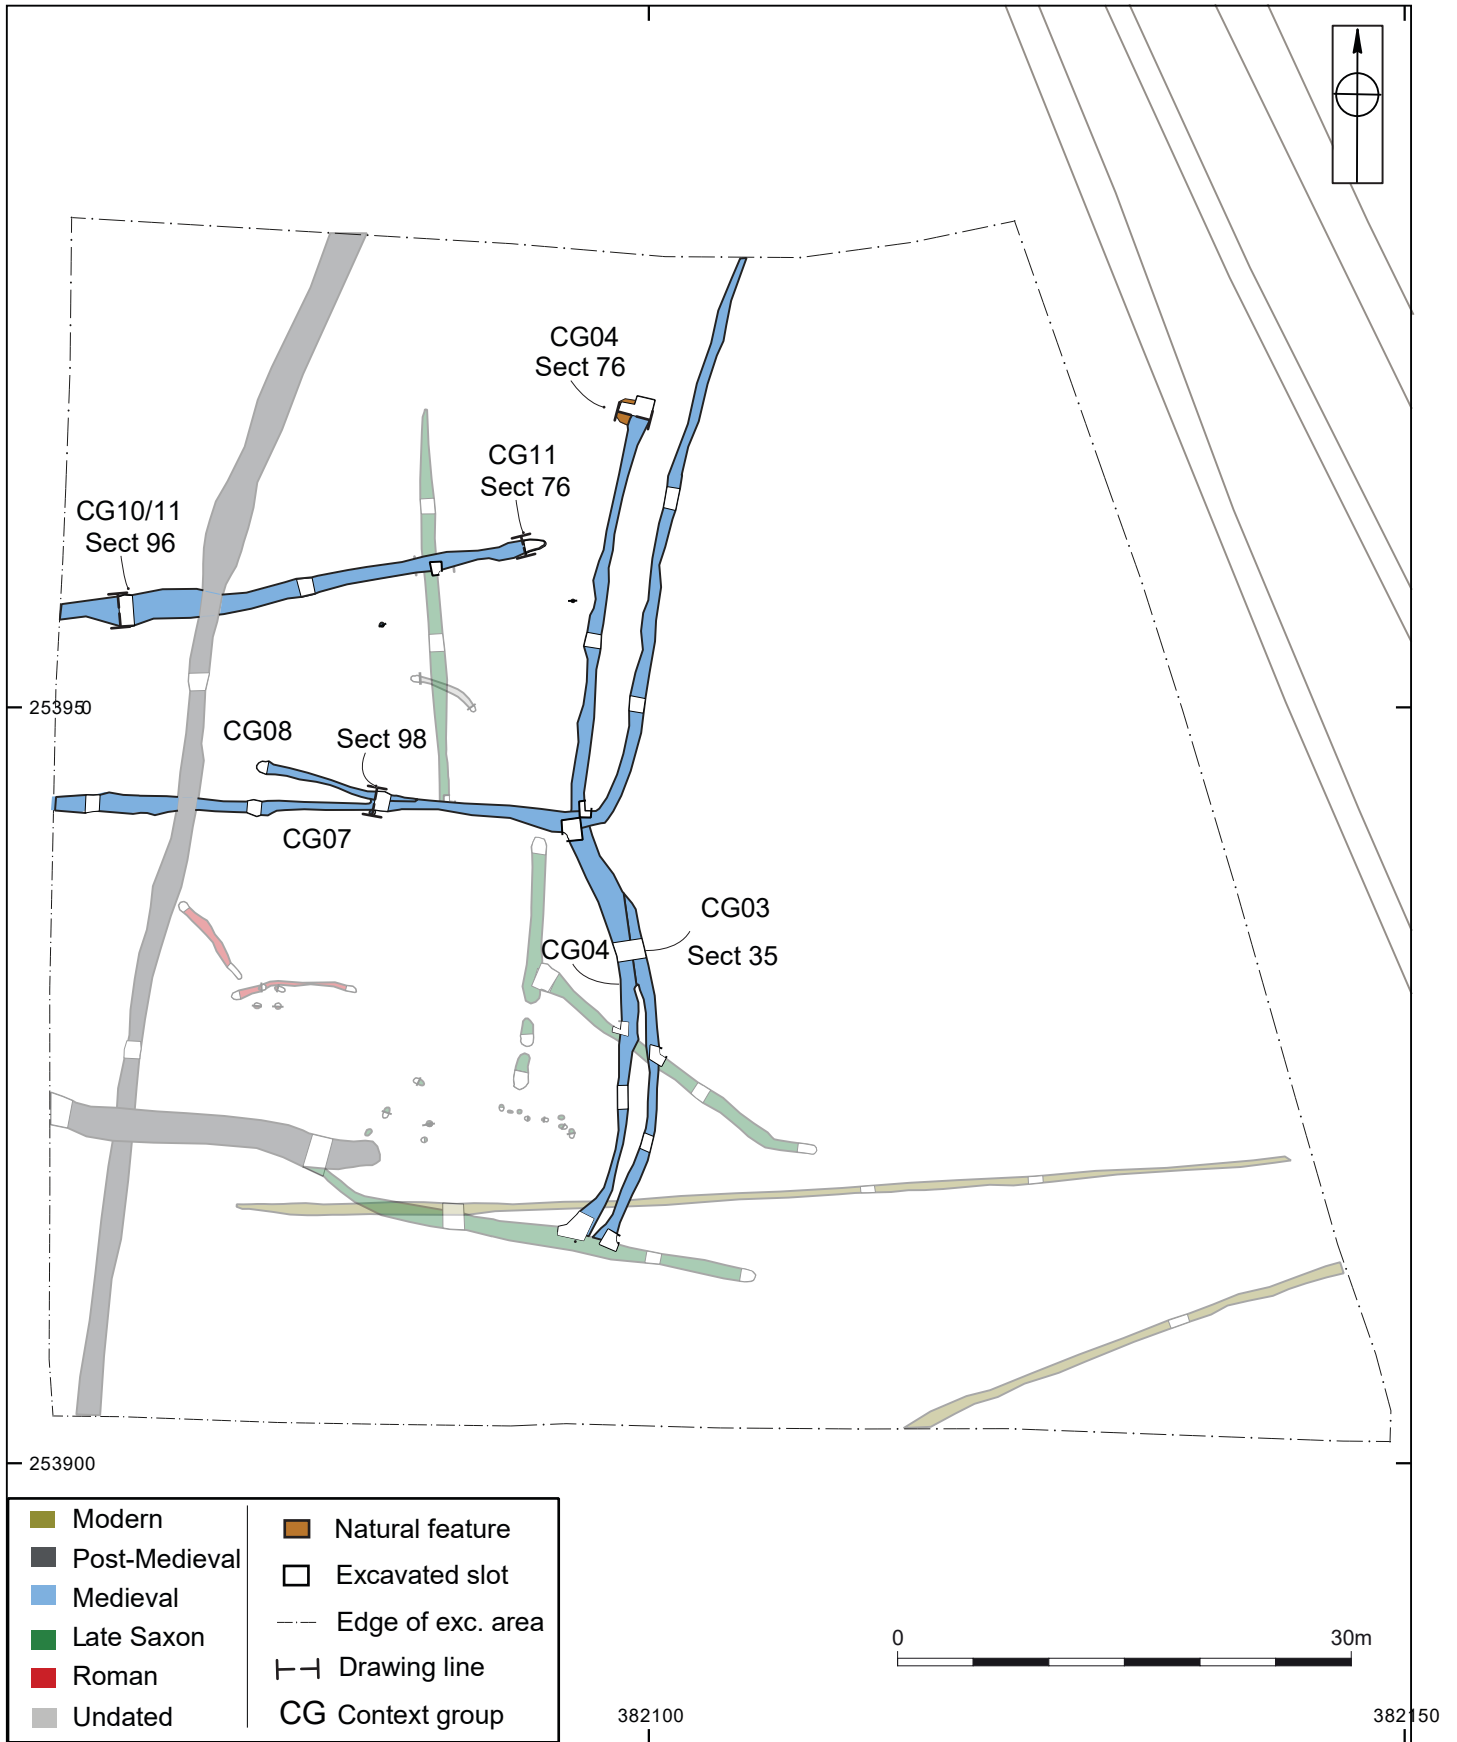 CG04
Sect 76
CG11
Sect 76
CG10/11
Sect 96
253950
CG08
Sect 98
CG07
CG03
CG04
Sect 35
253900
Modern
Post-Medieval
Medieval
Late Saxon
Roman
Undated
Natural feature
Excavated slot
Edge of exc. area
Drawing line
CG Context group
0 30m
382100
382150